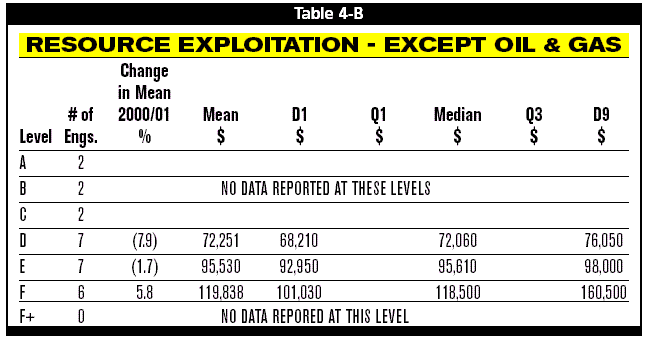 Table 4-B
RESOURCE EXPLOITATION - EXCEPT OIL & GAS
Change
in Mean
# of 2000/01 Mean D1 Q1 Median Q3 D9
Level Engs. % $ $ $ $ $ $
A 2
B 2 NO DATA REPORTED AT THESE LEVELS
C 2
D 7 (7.9) 72,251 68,210 72,060 76,050
E 7 (1.7) 95,530 92,950 95,610 98,000
F 6 5.8 119,838 101,030 118,500 160,500
F+ 0 NO DATA REPORED AT THIS LEVEL